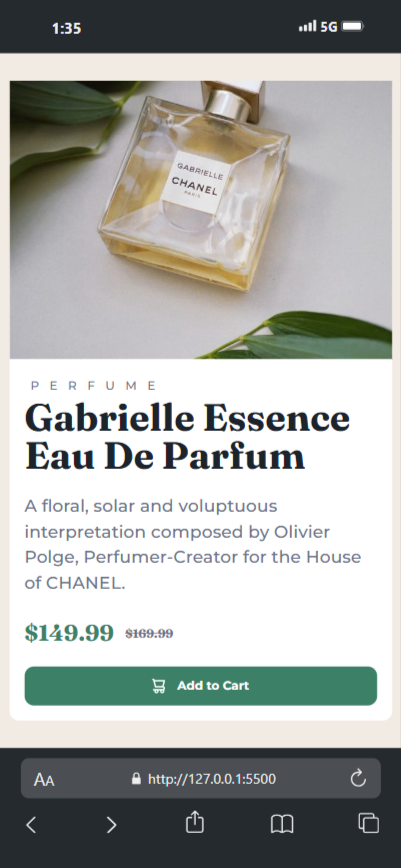 1:35
5G
GABRIELLE
CHANEL
PARIS
PERFUME
Gabrielle Essence
Eau De Parfum
A floral, solar and voluptuous
interpretation composed by Olivier
Polge, Perfumer-Creator for the House
of CHANEL.
$149.99 $169.99
Add to Cart
AA http://127.0.0.1:5500